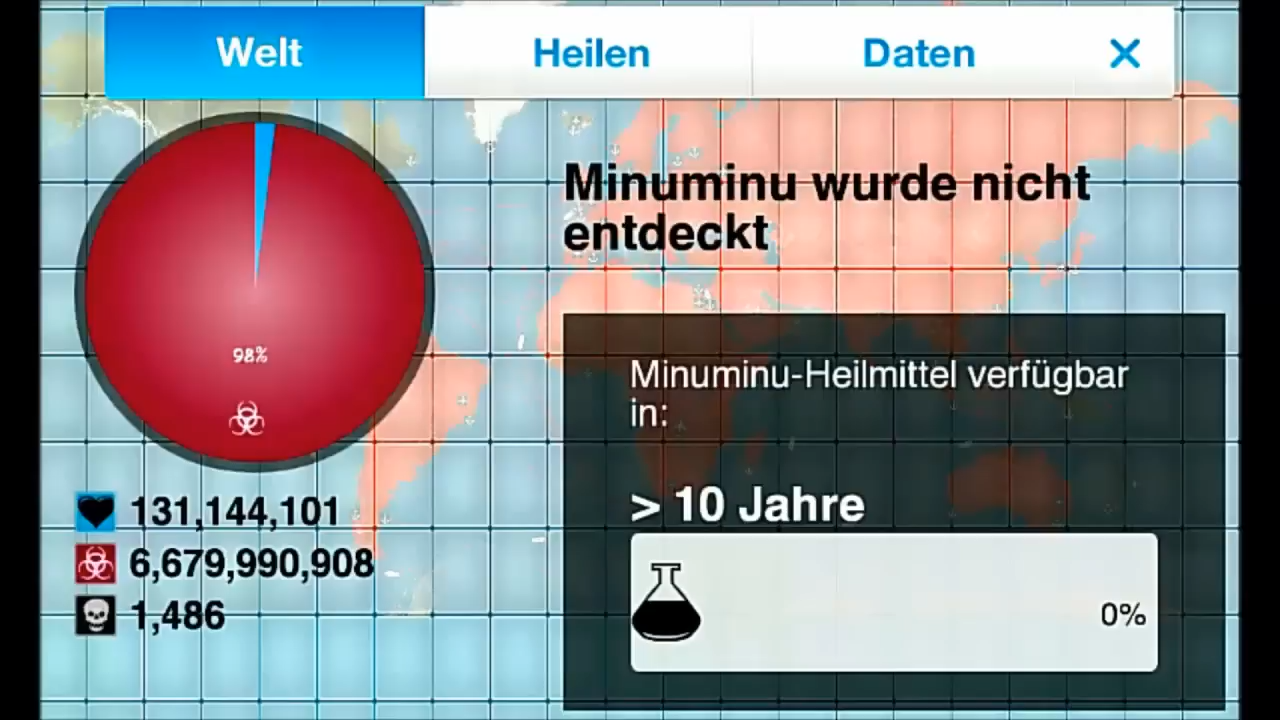 Welt
Heilen
Daten
Minuminu wurde nicht
entdeckt
98%
Minuminu-Heilmittel verfügbar
in:
> 10 Jahre
0%
131,144,101
6,679,990,908
1,486